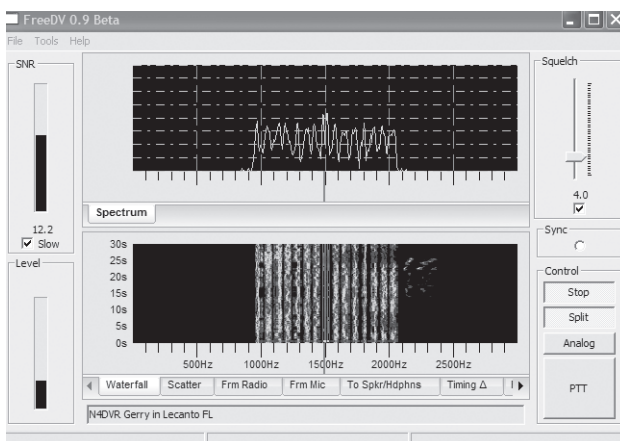 FreeDV 0.9 Beta
File Tools Help
SNR
12.2
Slow
Level
Spectrum
30s
25s
20s
15s
10s
5s
0s
500Hz 1000Hz 1500Hz 2000Hz 2500Hz
Waterfall Scatter Frm Radio Frm Mic To Spkr/Hdphns Timing Δ
N4DVR Gerry in Lecanto FL
Squelch
4.0
Sync
Control
Stop
Split
Analog
PTT